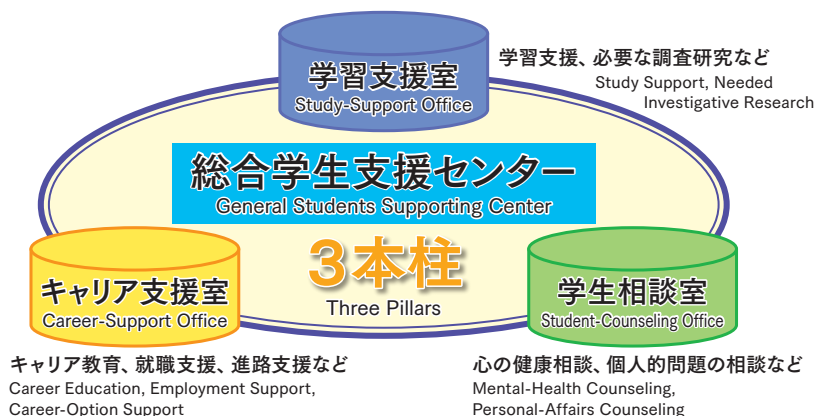 学習支援室
Study-Support Office
学習支援、必要な調査研究など
Study Support, Needed
Investigative Research
総合学生支援センター
General Students Supporting Center
3本柱
Three Pillars
キャリア支援室
Career-Support Office
キャリア教育、就職支援、進路支援など
Career Education, Employment Support,
Career-Option Support
学生相談室
Student-Counseling Office
心の健康相談、個人的問題の相談など
Mental-Health Counseling,
Personal-Affairs Counseling